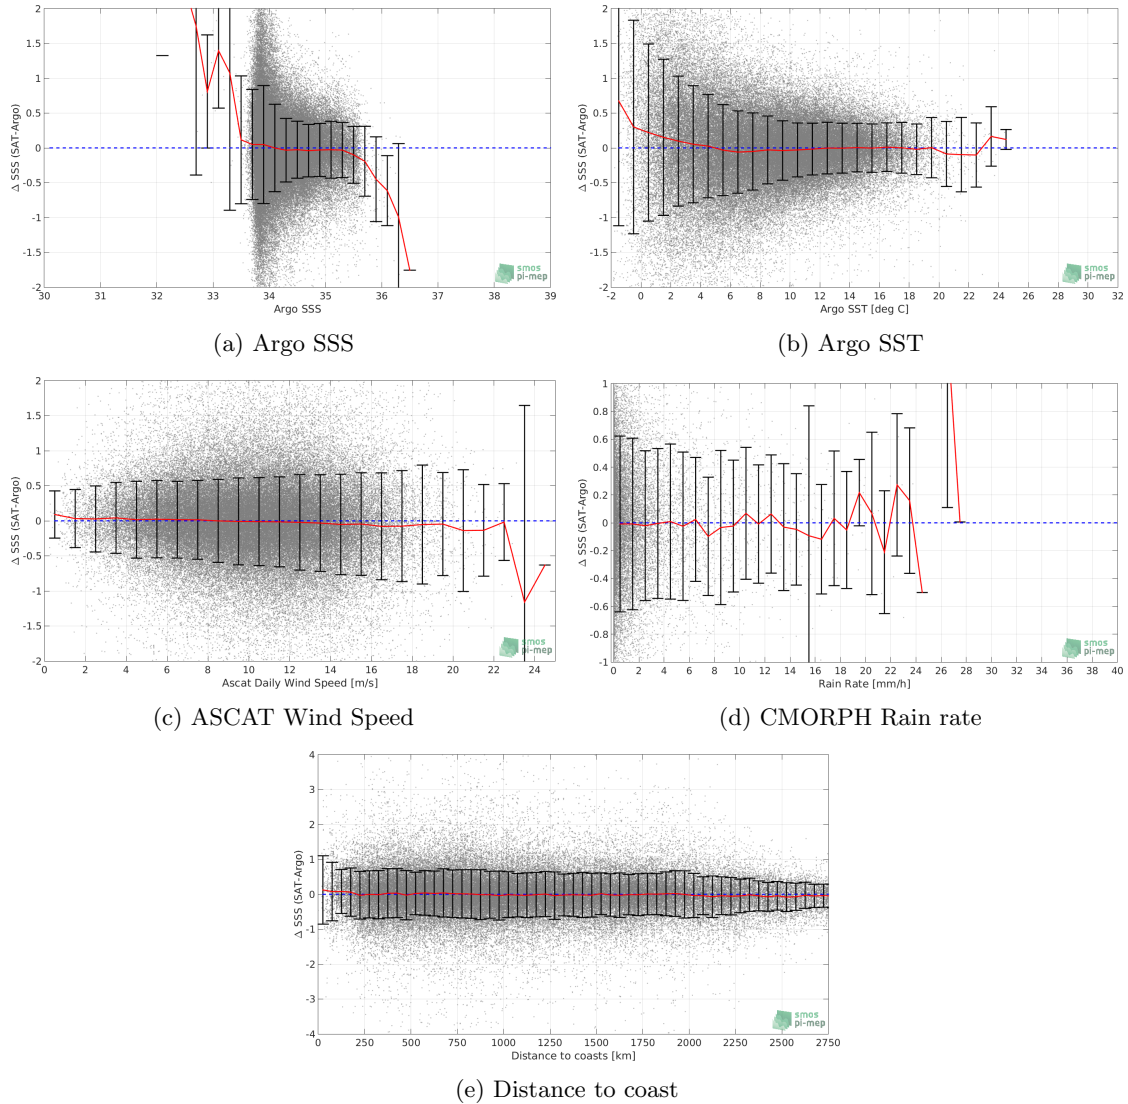 2
1.5
1
0.5
0
-0.5
-1
-1.5
-2
Δ SSS (SAT-Argo)
30 31 32 33 34 35 36 37 38 39
Argo SSS
smos
pi-mep
(a) Argo SSS
2
1.5
1
0.5
0
-0.5
-1
-1.5
-2
Δ SSS (SAT-Argo)
-2 0 2 4 6 8 10 12 14 16 18 20 22 24 26 28 30 32
Argo SST [deg C]
smos
pi-mep
(b) Argo SST
2
1.5
1
0.5
0
-0.5
-1
-1.5
-2
Δ SSS (SAT-Argo)
0 2 4 6 8 10 12 14 16 18 20 22 24
Ascat Daily Wind Speed [m/s]
smos
pi-mep
(c) ASCAT Wind Speed
1
0.8
0.6
0.4
0.2
0
-0.2
-0.4
-0.6
-0.8
-1
Δ SSS (SAT-Argo)
0 2 4 6 8 10 12 14 16 18 20 22 24 26 28 30 32 34 36 38 40
Rain Rate [mm/h]
smos
pi-mep
(d) CMORPH Rain rate
4
3
2
1
0
-1
-2
-3
-4
Δ SSS (SAT-Argo)
0 250 500 750 1000 1250 1500 1750 2000 2250 2500 2750
Distance to coasts [km]
smos
pi-mep
(e) Distance to coast